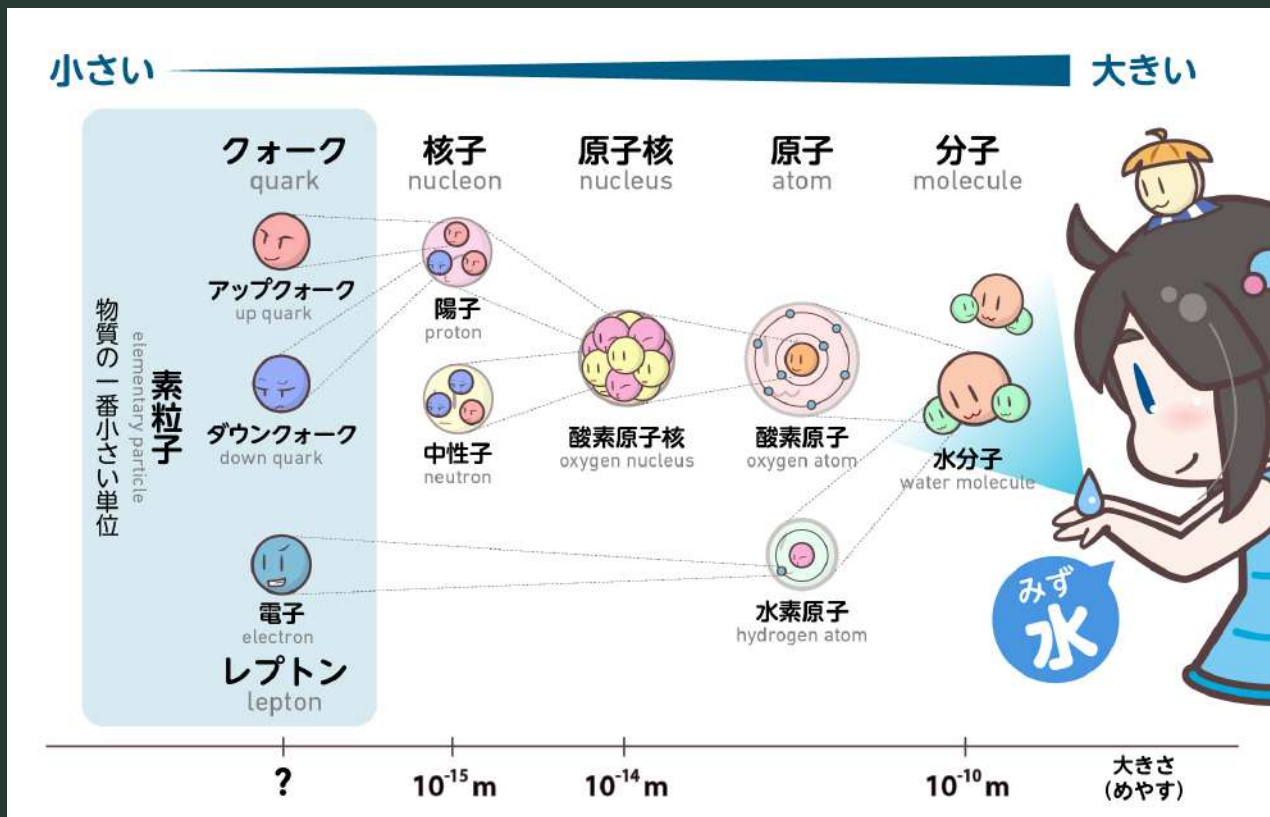 小さい
大きい
クォーク
quark
核子
nucleon
原子核
nucleus
原子
atom
分子
molecule
物質の一番小さい単位
素粒子
elementary particle
アップクォーク
up quark
ダウンクォーク
down quark
電子
electron
レプトン
lepton
陽子
proton
中性子
neutron
酸素原子核
oxygen nucleus
酸素原子
oxygen atom
水素原子
hydrogen atom
水分子
water molecule
みず
水
?
10⁻¹⁵ m
10⁻¹⁴ m
10⁻¹⁰ m
大きさ
(めやす)